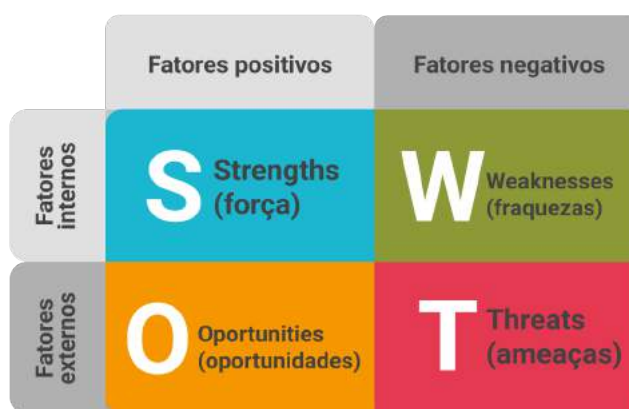 Fatores positivos
Fatores negativos
Fatores
internos
S
Strengths
(força)
W
Weaknesses
(fraquezas)
Fatores
externos
O
Oportunities
(oportunidades)
T
Threats
(ameaças)